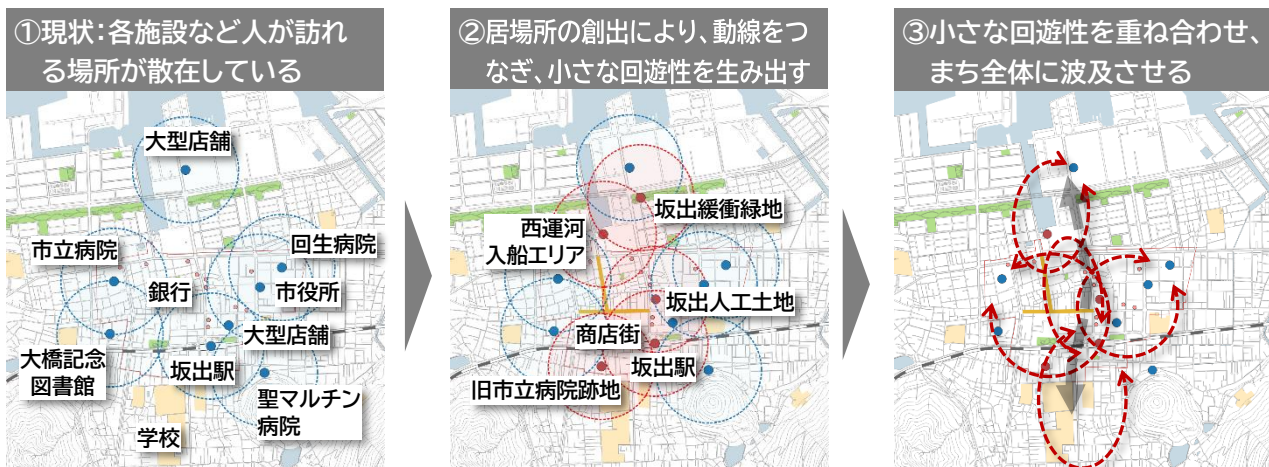 ①現状：各施設など人が訪れ
る場所が散在している
大型店舗
市立病院
回生病院
銀行
市役所
大型店舗
大橋記念
図書館
坂出駅
聖マルチン
病院
学校
②居場所の創出により、動線をつ
なぎ、小さな回遊性を生み出す
坂出緩衝緑地
西運河
入船エリア
坂出人工土地
商店街
坂出駅
旧市立病院跡地
③小さな回遊性を重ね合わせ、
まち全体に波及させる